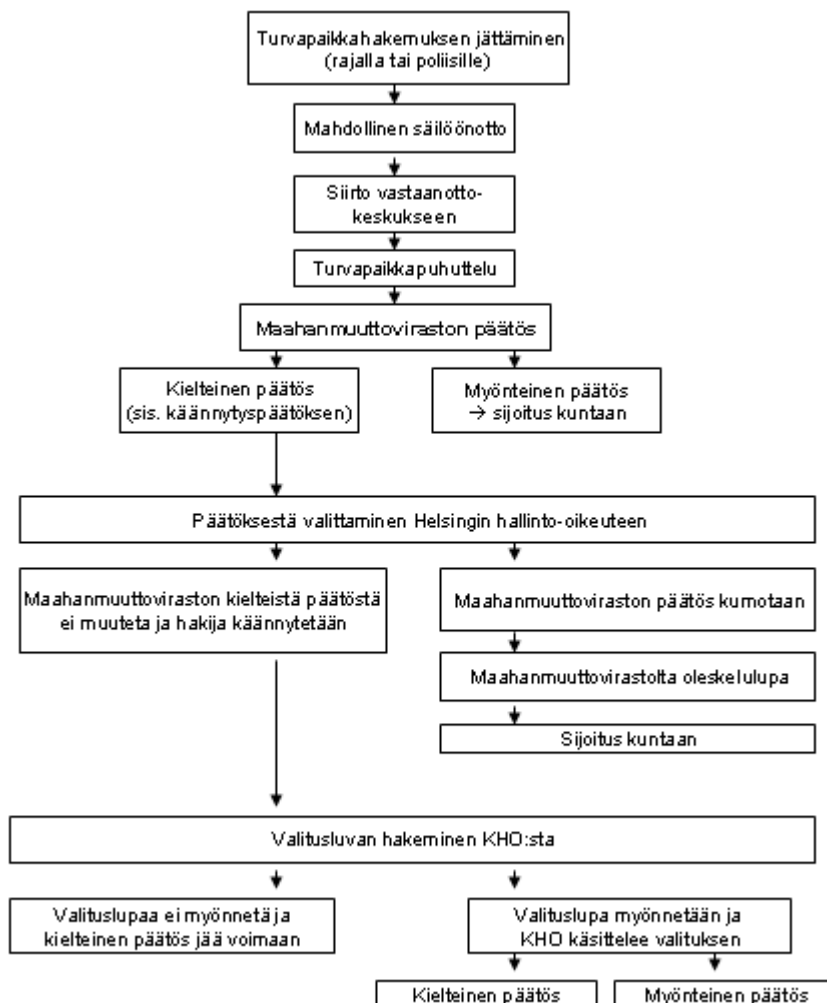 Turvapaikkahakemuksen jättäminen
(rajalla tai poliisille)
Mahdollinen säilöönotto
Siirto vastaanotto-
keskukseen
Turvapaikkapuhuttelu
Maahanmuuttoviraston päätös
Kielteinen päätös
(sis. käännytyspäätöksen)
Myönteinen päätös
→ sijoitus kuntaan
Päätöksestä valittaminen Helsingin hallinto-oikeuteen
Maahanmuuttoviraston kielteistä päätöstä
ei muuteta ja hakija käännytetään
Maahanmuuttoviraston päätös kumotaan
Maahanmuuttovirastolta oleskelulupa
Sijoitus kuntaan
Valitusluvan hakeminen KHO:sta
Valituslupaa ei myönnetä ja
kielteinen päätös jää voimaan
Valituslupa myönnetään ja
KHO käsittelee valituksen
Kielteinen päätös
Myönteinen päätös